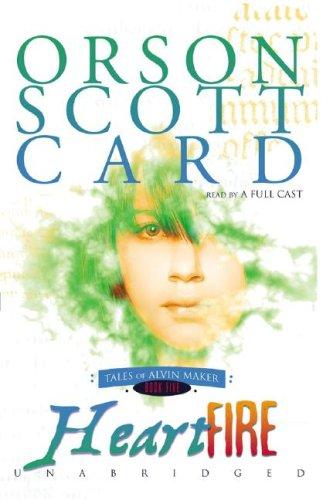 ORSON
SCOTT
CARD
READ BY A FULL CAST
TALES OF ALVIN MAKER
BOOK FIVE
HeartFIRE
UNABRIDGED